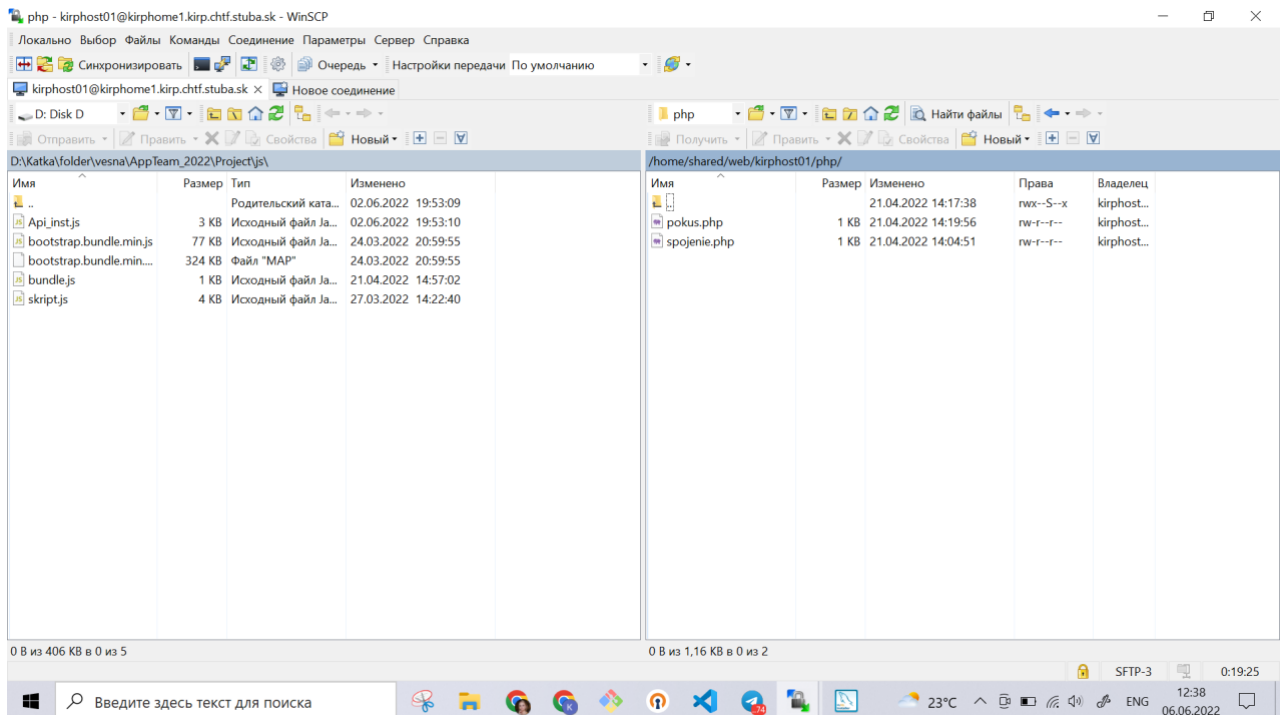 php - kirphost01@kirphome1.kirp.chtf.stuba.sk - WinSCP
Локально Выбор Файлы Команды Соединение Параметры Сервер Справка
Синхронизировать Очередь Настройки передачи По умолчанию
kirphost01@kirphome1.kirp.chtf.stuba.sk × Новое соединение
D: Disk D php Найти файлы
Отправить Править Свойства Новый Получить Править Свойства Новый
D:\Katka\folder\vesna\AppTeam_2022\Project\js\ /home/shared/web/kirphost01/php/
Имя Размер Тип Изменено Имя Размер Изменено Права Владелец
.. Родительский ката... 02.06.2022 19:53:09 .. 21.04.2022 14:17:38 rwx--S--x kirphost...
Api_inst.js 3 KB Исходный файл Ja... 02.06.2022 19:53:10 pokus.php 1 KB 21.04.2022 14:19:56 rw-r--r-- kirphost...
bootstrap.bundle.min.js 77 KB Исходный файл Ja... 24.03.2022 20:59:55 spojenie.php 1 KB 21.04.2022 14:04:51 rw-r--r-- kirphost...
bootstrap.bundle.min.... 324 KB Файл "MAP" 24.03.2022 20:59:55
bundle.js 1 KB Исходный файл Ja... 21.04.2022 14:57:02
skript.js 4 KB Исходный файл Ja... 27.03.2022 14:22:40
0 B из 406 KB в 0 из 5 0 B из 1,16 KB в 0 из 2
SFTP-3 0:19:25
Введите здесь текст для поиска 74 23°C ENG 12:38
06.06.2022